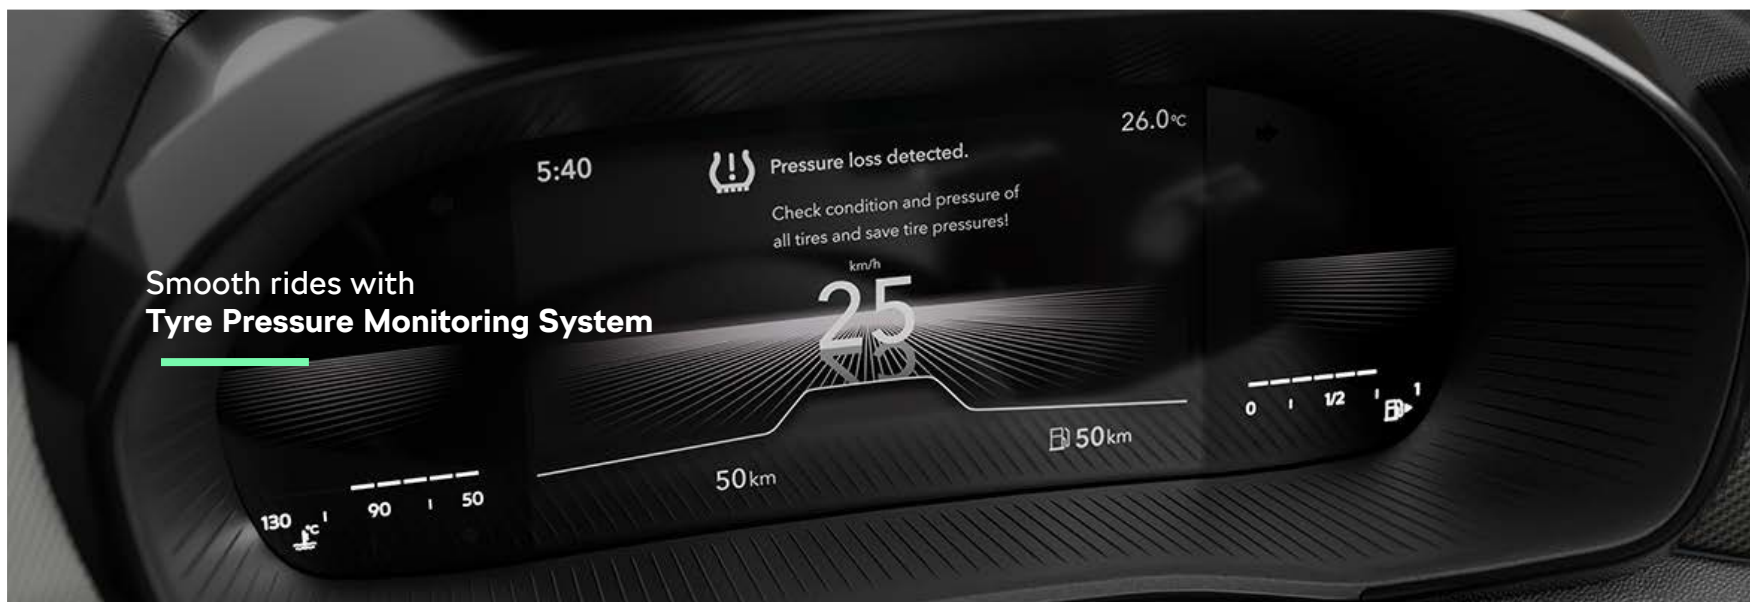 5:40
Pressure loss detected.
26.0°C
Check condition and pressure of
all tires and save tire pressures!
km/h
25
Smooth rides with
Tyre Pressure Monitoring System
0 1/2 1
50km
50km
130 90 50
°C